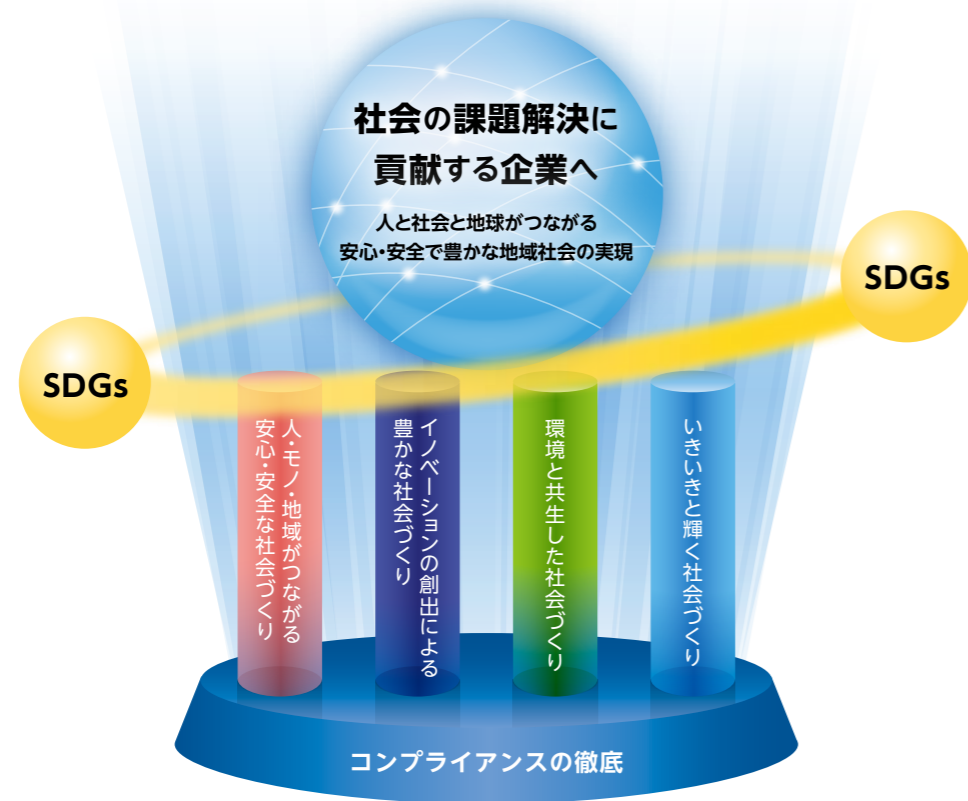 社会の課題解決に
貢献する企業へ
人と社会と地球がつながる
安心・安全で豊かな地域社会の実現
SDGs
SDGs
人・モノ・地域がつながる
安心・安全な社会づくり
イノベーションの創出による
豊かな社会づくり
環境と共生した社会づくり
いきいきと輝く社会づくり
コンプライアンスの徹底